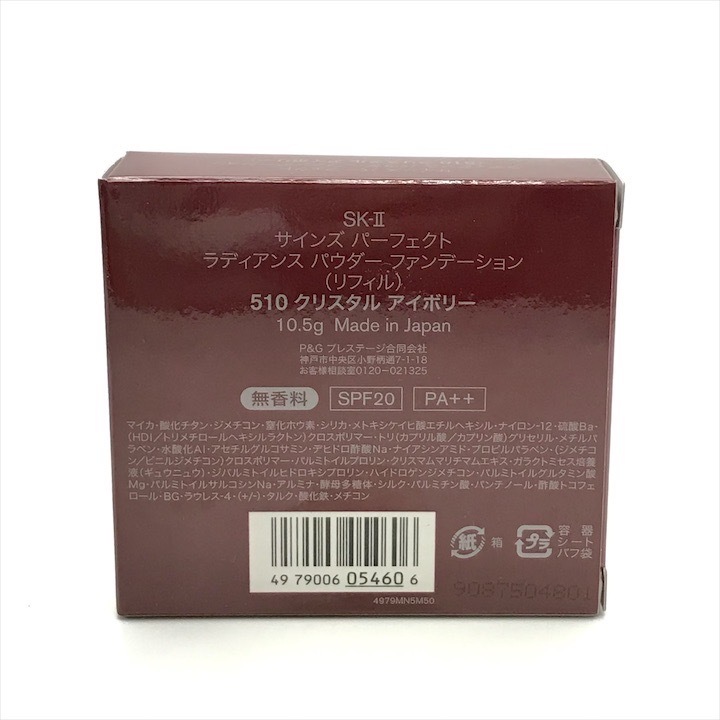 SK-II
サインズ パーフェクト
ラディアンス パウダー ファンデーション
(リフィル)
510 クリスタル アイボリー
10.5g Made in Japan
P&G プレステージ合同会社
神戸市中央区小野柄通7-1-18
お客様相談室0120-021325
無香料 SPF20 PA++
マイカ・酸化チタン・ジメチコン・窒化ホウ素・シリカ・メトキシケイヒ酸エチルヘキシル・ナイロン-12・硫酸Ba・
(HDI/トリメチロールヘキシルラクトン)クロスポリマー・トリ(カプリル酸/カプリン酸)グリセリル・メチルパ
ラベン・水酸化Al・アセチルグルコサミン・デヒドロ酢酸Na・ナイアシンアミド・プロピルパラベン・(ジメチコ
ン/ビニルジメチコン)クロスポリマー・パルミトイルプロリン・クリスマムマリチマムエキス・ガラクトミセス培養
液(ギュウニュウ)・ジパルミトイルヒドロキシプロリン・ハイドロゲンジメチコン・パルミトイルグルタミン酸
Mg・パルミトイルサルコシンNa・アルミナ・酵母多糖体・シルク・パルミチン酸・パンテノール・酢酸トコフェ
ロール・BG・ラウレス-4・(+/-)・タルク・酸化鉄・メチコン
紙 箱
プラ 容器
シート
パフ袋
49 79006 05460 6
4979MN5M50
9087504801